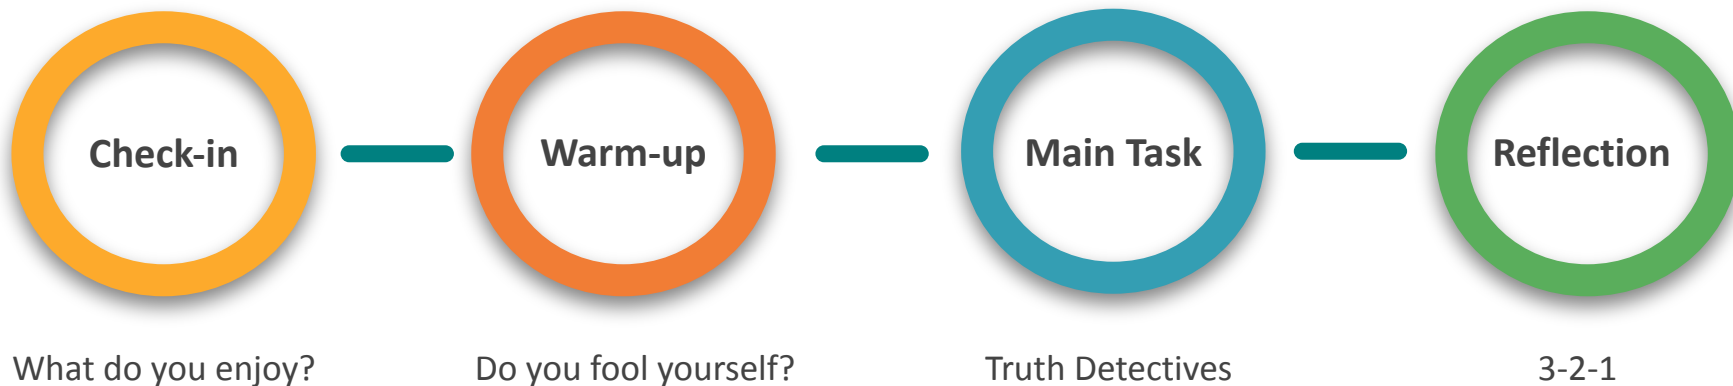 Check-in
Warm-up
Main Task
Reflection
What do you enjoy?
Do you fool yourself?
Truth Detectives
3-2-1